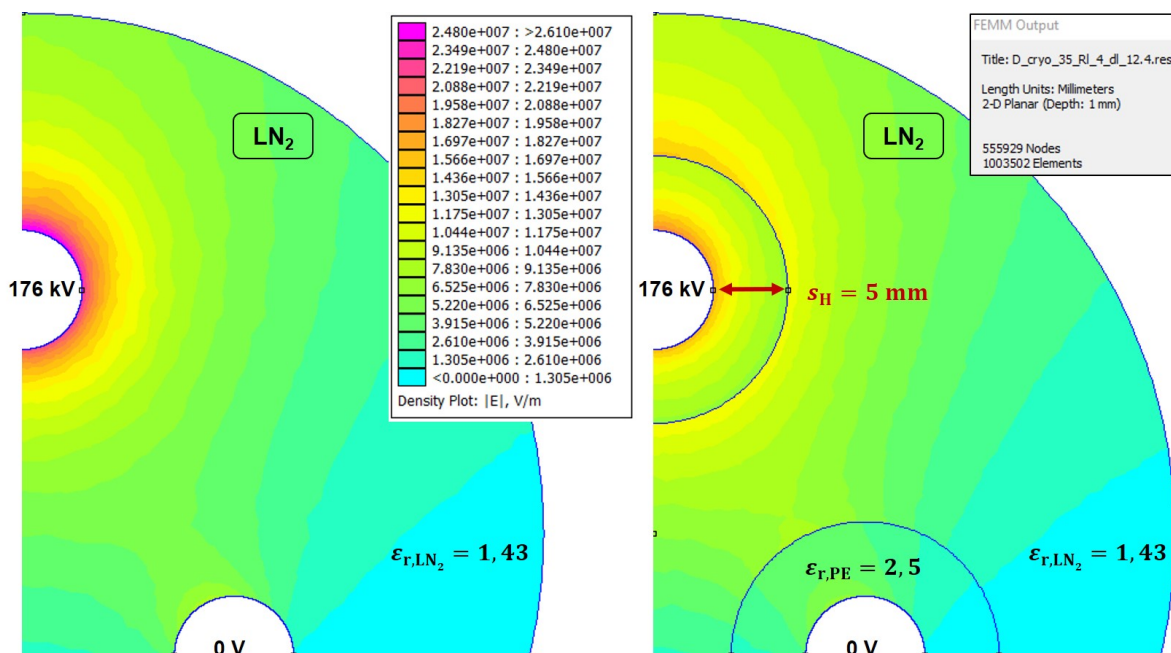 LN₂
176 kV
εr,LN₂ = 1,43
0 V
2.480e+007 : >2.610e+007
2.349e+007 : 2.480e+007
2.219e+007 : 2.349e+007
2.088e+007 : 2.219e+007
1.958e+007 : 2.088e+007
1.827e+007 : 1.958e+007
1.697e+007 : 1.827e+007
1.566e+007 : 1.697e+007
1.436e+007 : 1.566e+007
1.305e+007 : 1.436e+007
1.175e+007 : 1.305e+007
1.044e+007 : 1.175e+007
9.135e+006 : 1.044e+007
7.830e+006 : 9.135e+006
6.525e+006 : 7.830e+006
5.220e+006 : 6.525e+006
3.915e+006 : 5.220e+006
2.610e+006 : 3.915e+006
1.305e+006 : 2.610e+006
<0.000e+000 : 1.305e+006
Density Plot: |E|, V/m
LN₂
176 kV
sH = 5 mm
εr,PE = 2,5
εr,LN₂ = 1,43
0 V
FEMM Output
Title: D_cryo_35_Rl_4_dl_12.4.res
Length Units: Millimeters
2-D Planar (Depth: 1 mm)
555929 Nodes
1003502 Elements